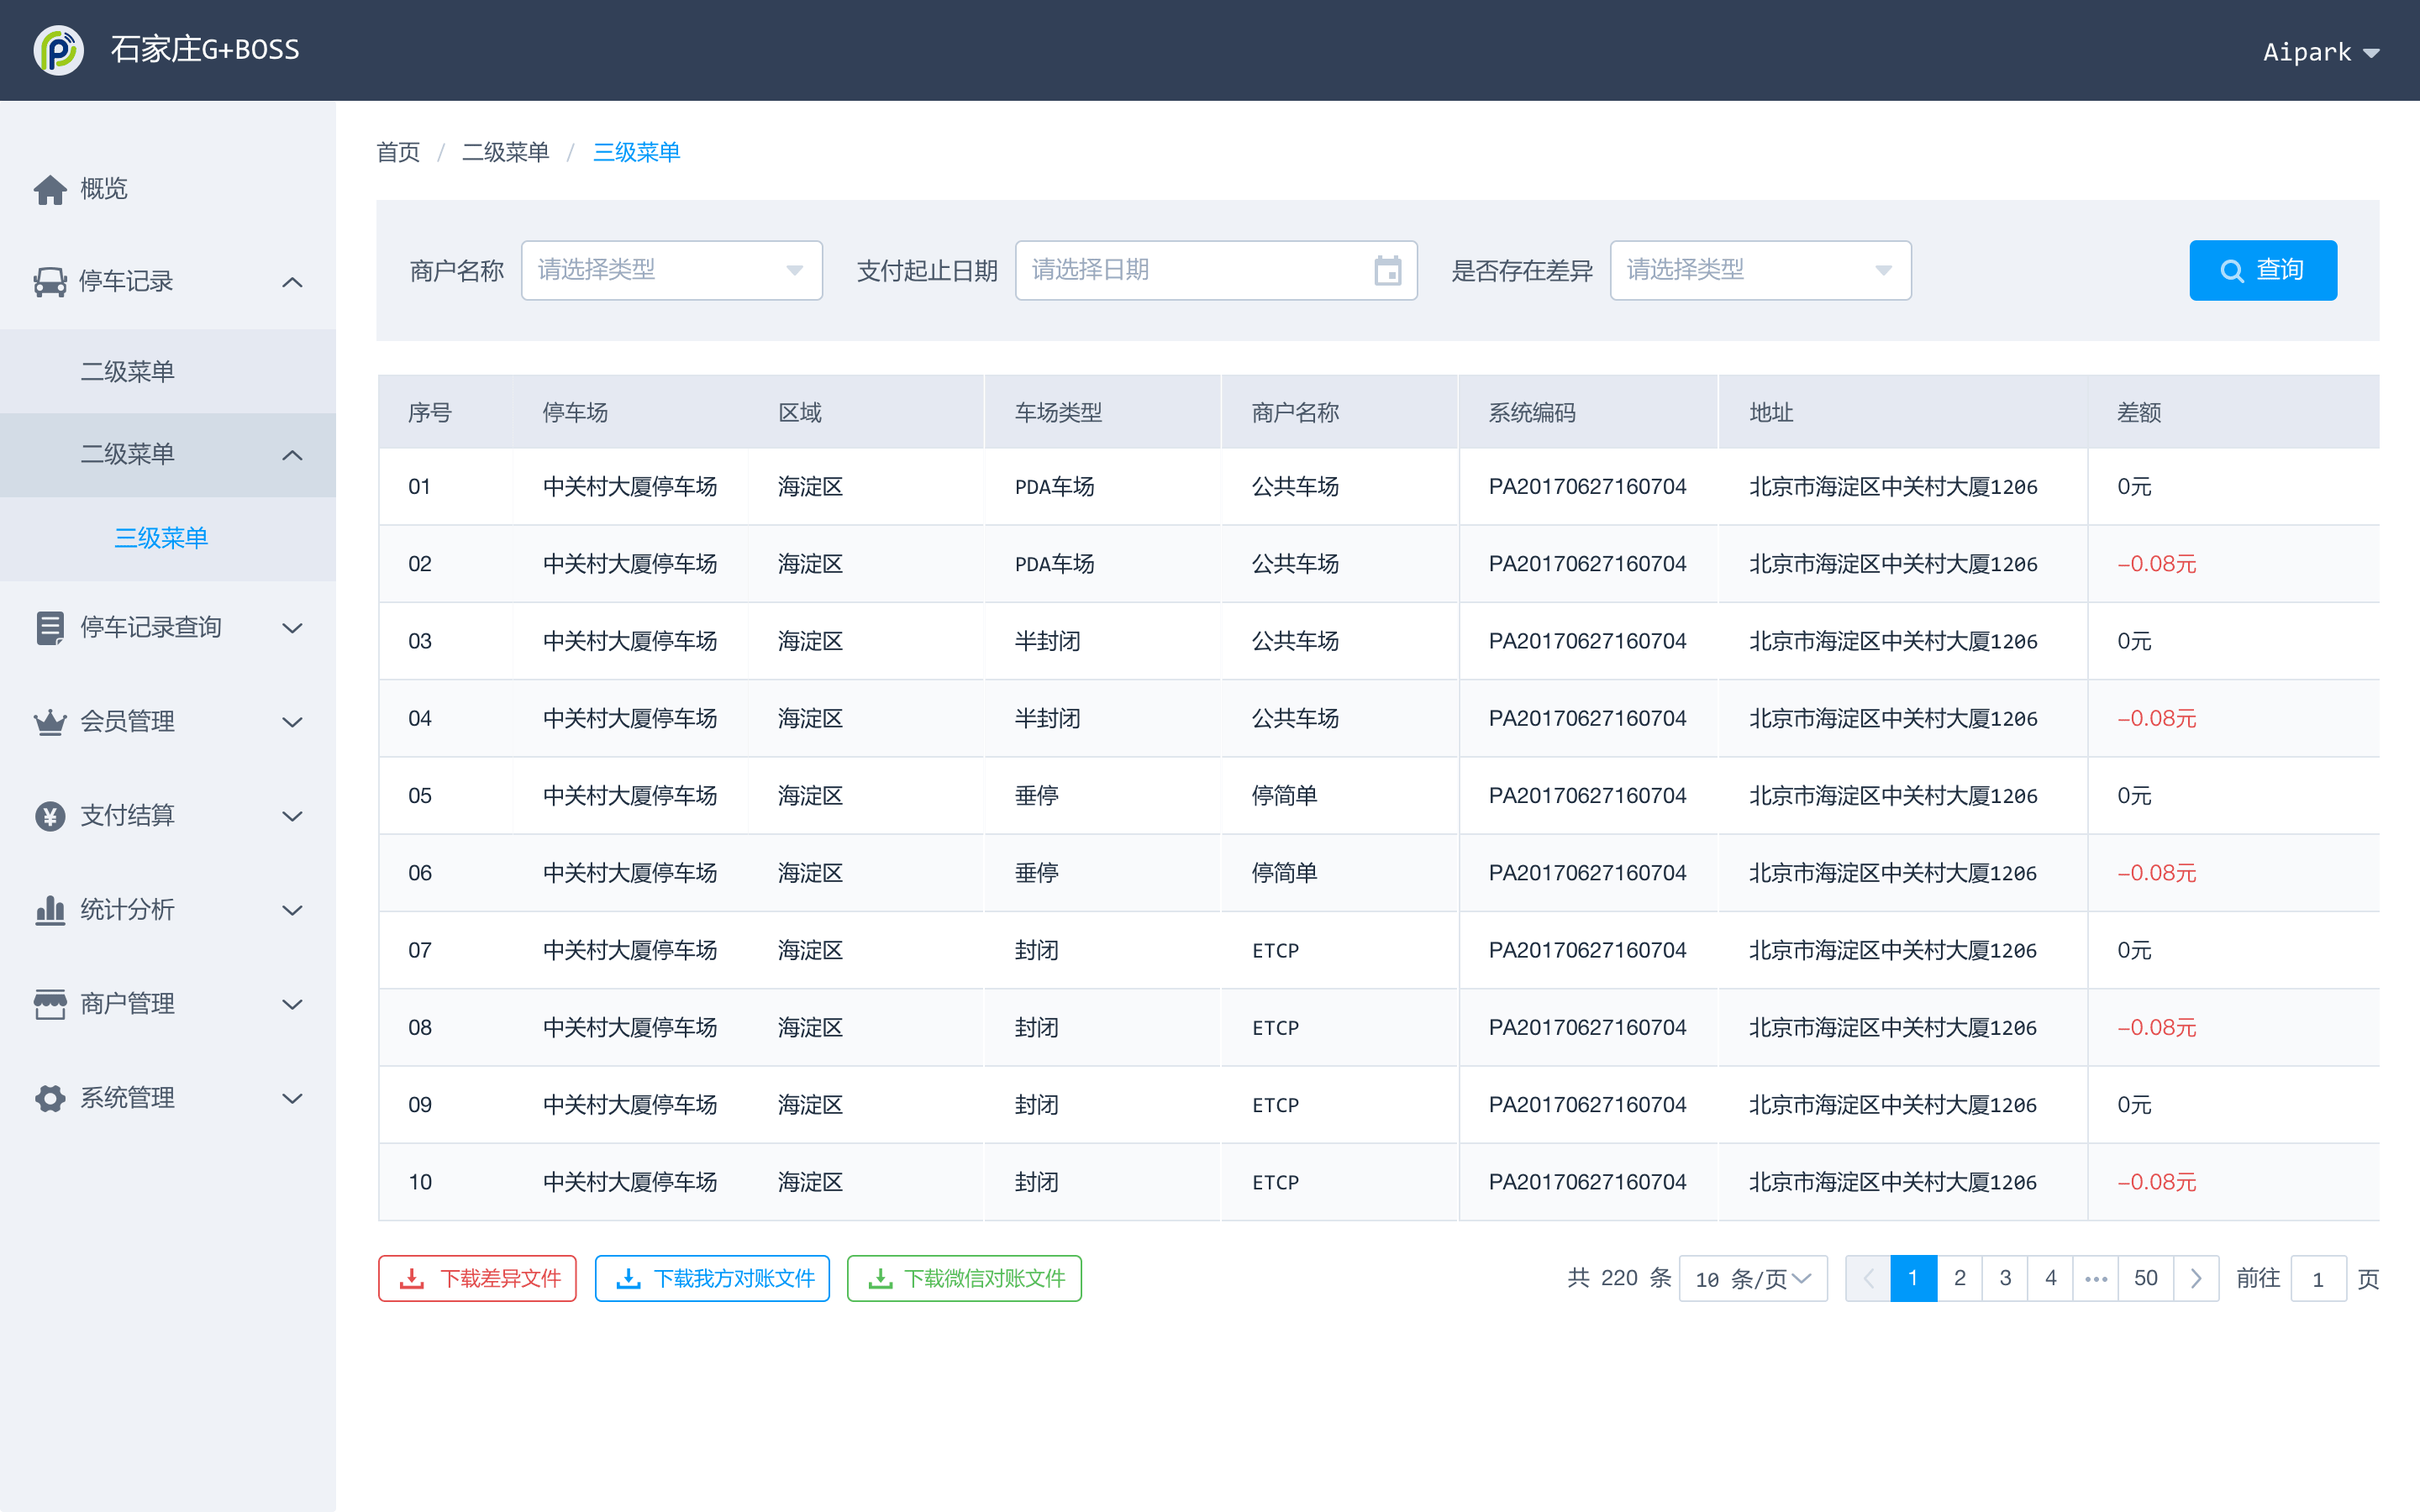 石家庄G+BOSS
Aipark
概览
停车记录
二级菜单
二级菜单
三级菜单
停车记录查询
会员管理
支付结算
统计分析
商户管理
系统管理
首页 / 二级菜单 / 三级菜单
商户名称 请选择类型 支付起止日期 请选择日期 是否存在差异 请选择类型 查询
序号 停车场 区域 车场类型 商户名称 系统编码 地址 差额
01 中关村大厦停车场 海淀区 PDA车场 公共车场 PA20170627160704 北京市海淀区中关村大厦1206 0元
02 中关村大厦停车场 海淀区 PDA车场 公共车场 PA20170627160704 北京市海淀区中关村大厦1206 -0.08元
03 中关村大厦停车场 海淀区 半封闭 公共车场 PA20170627160704 北京市海淀区中关村大厦1206 0元
04 中关村大厦停车场 海淀区 半封闭 公共车场 PA20170627160704 北京市海淀区中关村大厦1206 -0.08元
05 中关村大厦停车场 海淀区 垂停 停简单 PA20170627160704 北京市海淀区中关村大厦1206 0元
06 中关村大厦停车场 海淀区 垂停 停简单 PA20170627160704 北京市海淀区中关村大厦1206 -0.08元
07 中关村大厦停车场 海淀区 封闭 ETCP PA20170627160704 北京市海淀区中关村大厦1206 0元
08 中关村大厦停车场 海淀区 封闭 ETCP PA20170627160704 北京市海淀区中关村大厦1206 -0.08元
09 中关村大厦停车场 海淀区 封闭 ETCP PA20170627160704 北京市海淀区中关村大厦1206 0元
10 中关村大厦停车场 海淀区 封闭 ETCP PA20170627160704 北京市海淀区中关村大厦1206 -0.08元
下载差异文件 下载我方对账文件 下载微信对账文件 共 220 条 10 条/页 1 2 3 4 ••• 50 前往 1 页